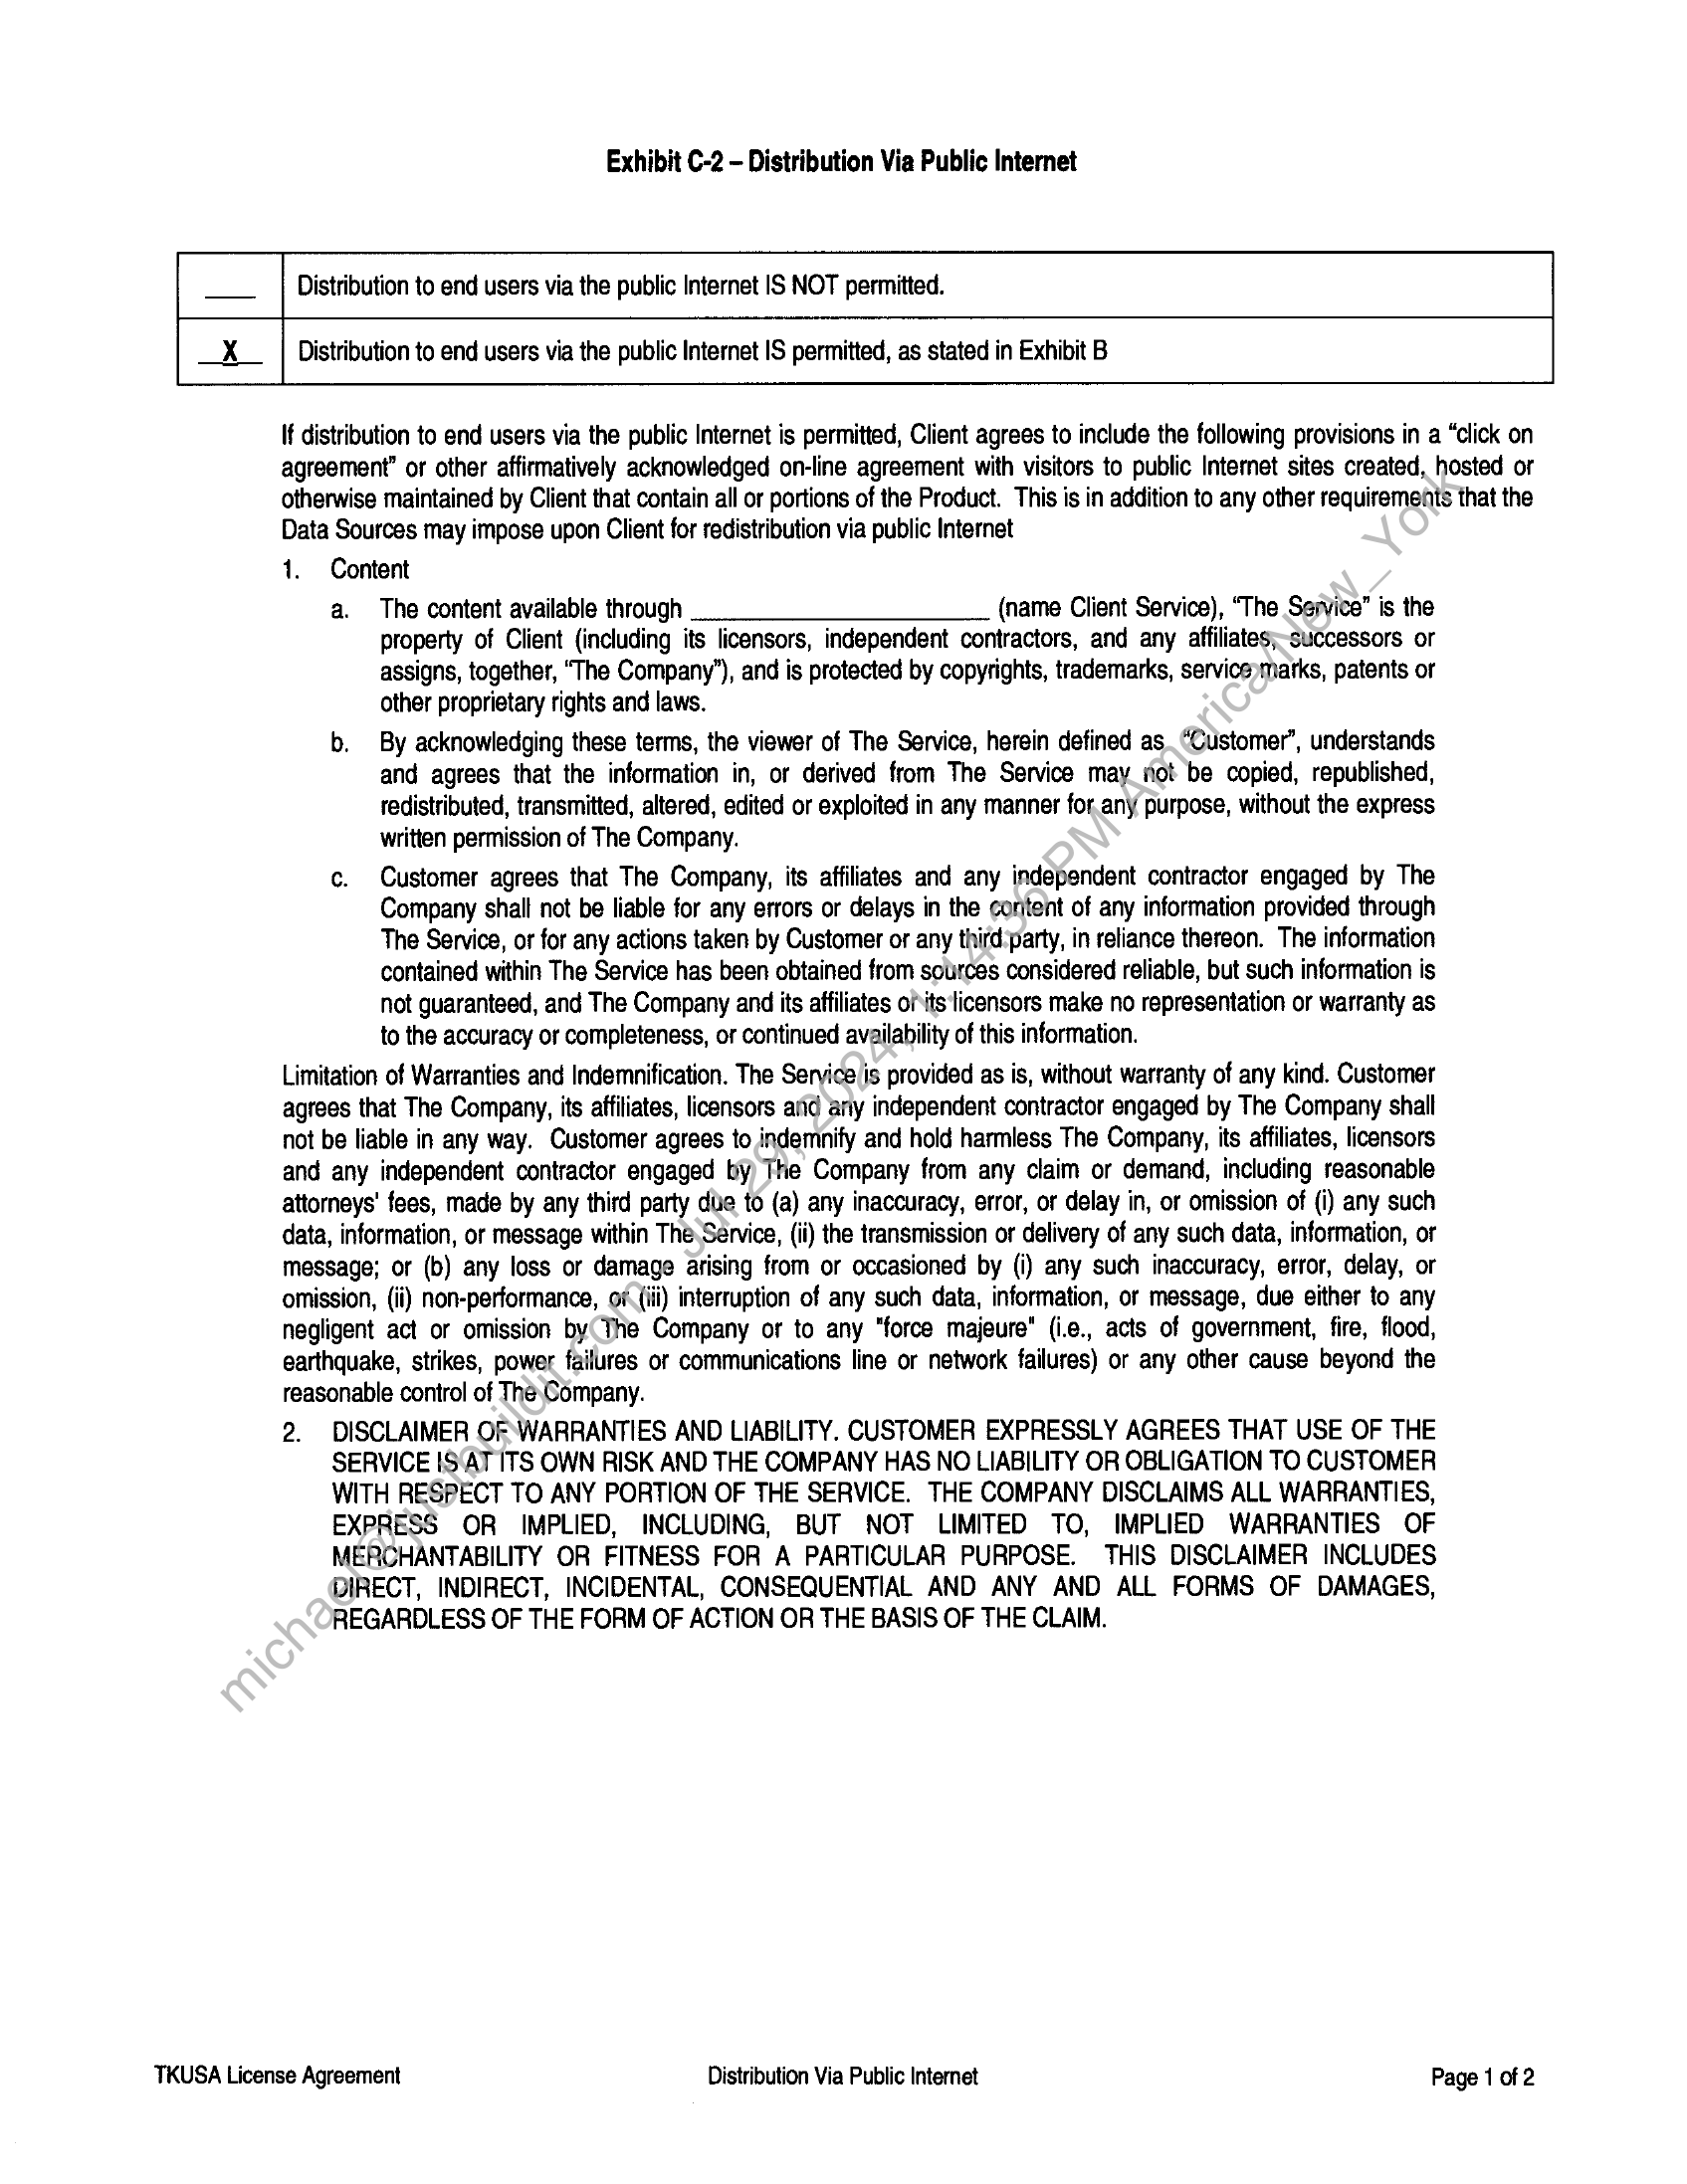 Exhibit C-2 – Distribution Via Public Internet
____ Distribution to end users via the public Internet IS NOT permitted.
__X__ Distribution to end users via the public Internet IS permitted, as stated in Exhibit B
If distribution to end users via the public Internet is permitted, Client agrees to include the following provisions in a “click on
agreement” or other affirmatively acknowledged on-line agreement with visitors to public Internet sites created, hosted or
otherwise maintained by Client that contain all or portions of the Product. This is in addition to any other requirements that the
Data Sources may impose upon Client for redistribution via public Internet
1. Content
a. The content available through ______________________ (name Client Service), “The Service” is the
property of Client (including its licensors, independent contractors, and any affiliates, successors or
assigns, together, “The Company”), and is protected by copyrights, trademarks, service marks, patents or
other proprietary rights and laws.
b. By acknowledging these terms, the viewer of The Service, herein defined as “Customer”, understands
and agrees that the information in, or derived from The Service may not be copied, republished,
redistributed, transmitted, altered, edited or exploited in any manner for any purpose, without the express
written permission of The Company.
c. Customer agrees that The Company, its affiliates and any independent contractor engaged by The
Company shall not be liable for any errors or delays in the content of any information provided through
The Service, or for any actions taken by Customer or any third party, in reliance thereon. The information
contained within The Service has been obtained from sources considered reliable, but such information is
not guaranteed, and The Company and its affiliates or its licensors make no representation or warranty as
to the accuracy or completeness, or continued availability of this information.
Limitation of Warranties and Indemnification. The Service is provided as is, without warranty of any kind. Customer
agrees that The Company, its affiliates, licensors and any independent contractor engaged by The Company shall
not be liable in any way. Customer agrees to indemnify and hold harmless The Company, its affiliates, licensors
and any independent contractor engaged by The Company from any claim or demand, including reasonable
attorneys' fees, made by any third party due to (a) any inaccuracy, error, or delay in, or omission of (i) any such
data, information, or message within The Service, (ii) the transmission or delivery of any such data, information, or
message; or (b) any loss or damage arising from or occasioned by (i) any such inaccuracy, error, delay, or
omission, (ii) non-performance, or (iii) interruption of any such data, information, or message, due either to any
negligent act or omission by The Company or to any "force majeure" (i.e., acts of government, fire, flood,
earthquake, strikes, power failures or communications line or network failures) or any other cause beyond the
reasonable control of The Company.
2. DISCLAIMER OF WARRANTIES AND LIABILITY. CUSTOMER EXPRESSLY AGREES THAT USE OF THE
SERVICE IS AT ITS OWN RISK AND THE COMPANY HAS NO LIABILITY OR OBLIGATION TO CUSTOMER
WITH RESPECT TO ANY PORTION OF THE SERVICE. THE COMPANY DISCLAIMS ALL WARRANTIES,
EXPRESS OR IMPLIED, INCLUDING, BUT NOT LIMITED TO, IMPLIED WARRANTIES OF
MERCHANTABILITY OR FITNESS FOR A PARTICULAR PURPOSE. THIS DISCLAIMER INCLUDES
DIRECT, INDIRECT, INCIDENTAL, CONSEQUENTIAL AND ANY AND ALL FORMS OF DAMAGES,
REGARDLESS OF THE FORM OF ACTION OR THE BASIS OF THE CLAIM.
michael@justbuildit.com - Jul 29, 2024, 1:14:36 PM America/New_York
TKUSA License Agreement Distribution Via Public Internet Page 1 of 2